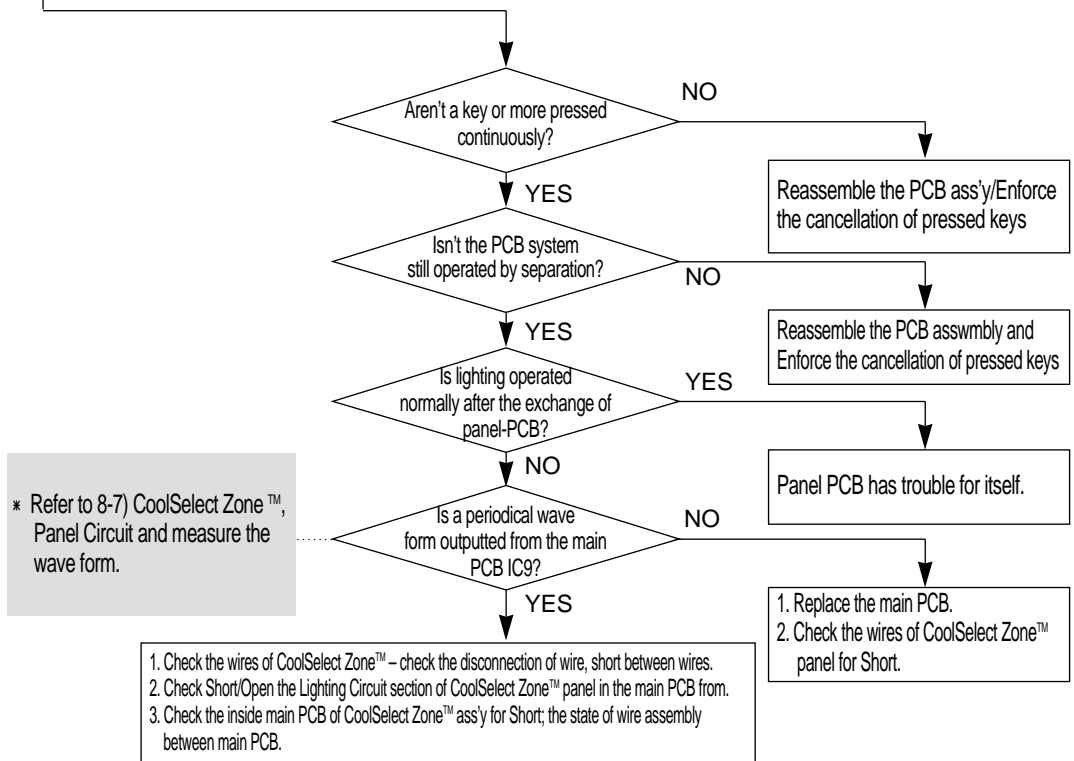 Aren't a key or more pressed
continuously?
NO
Reassemble the PCB ass'y/Enforce
the cancellation of pressed keys
YES
Isn't the PCB system
still operated by separation?
NO
Reassemble the PCB asswmbly and
Enforce the cancellation of pressed keys
YES
Is lighting operated
normally after the exchange of
panel-PCB?
YES
Panel PCB has trouble for itself.
NO
* Refer to 8-7) CoolSelect Zone ™,
Panel Circuit and measure the
wave form.
Is a periodical wave
form outputted from the main
PCB IC9?
NO
1. Replace the main PCB.
2. Check the wires of CoolSelect Zone™
panel for Short.
YES
1. Check the wires of CoolSelect Zone™ – check the disconnection of wire, short between wires.
2. Check Short/Open the Lighting Circuit section of CoolSelect Zone™ panel in the main PCB from.
3. Check the inside main PCB of CoolSelect Zone™ ass'y for Short; the state of wire assembly
between main PCB.